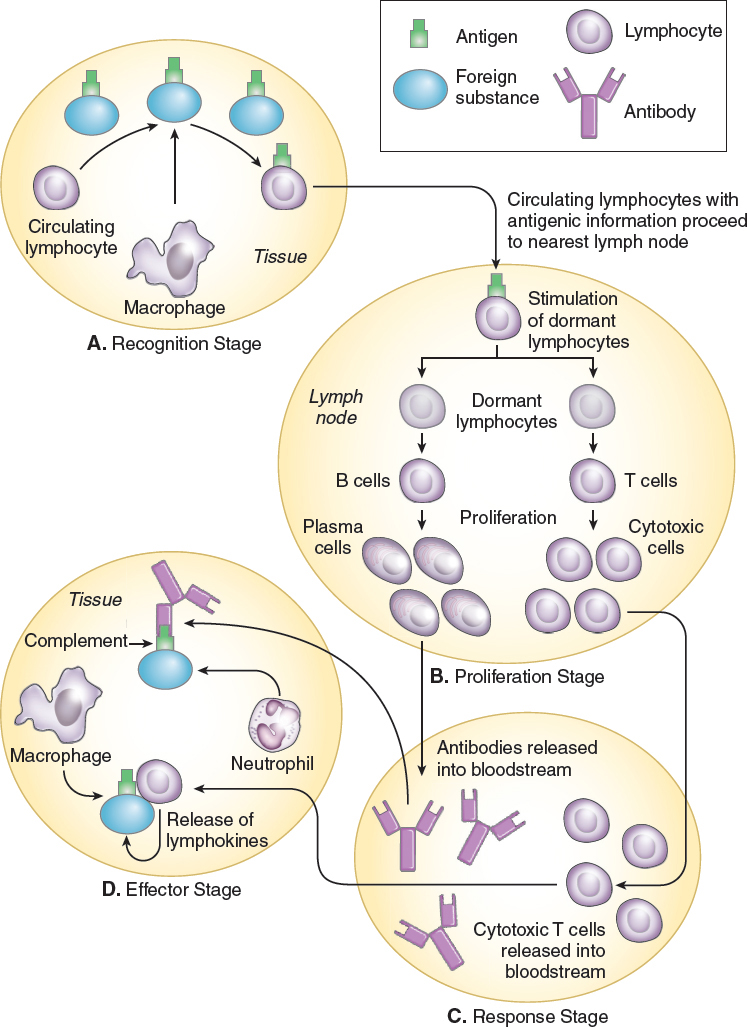 Antigen
Foreign
substance
Lymphocyte
Antibody
Circulating
lymphocyte
Tissue
Macrophage
A. Recognition Stage
Circulating lymphocytes with
antigenic information proceed
to nearest lymph node
Stimulation
of dormant
lymphocytes
Lymph
node
Dormant
lymphocytes
B cells
T cells
Proliferation
Plasma
cells
Cytotoxic
cells
B. Proliferation Stage
Tissue
Complement
Macrophage
Neutrophil
Release of
lymphokines
D. Effector Stage
Antibodies released
into bloodstream
Cytotoxic T cells
released into
bloodstream
C. Response Stage